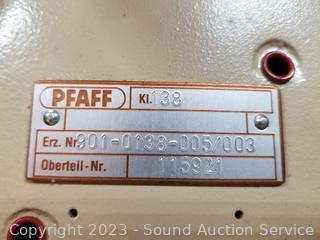 PFAFF Kl.138
Erz. Nr.901-0138-005/003
Oberteil-Nr. 115921
Copyright 2023 - Sound Auction Service